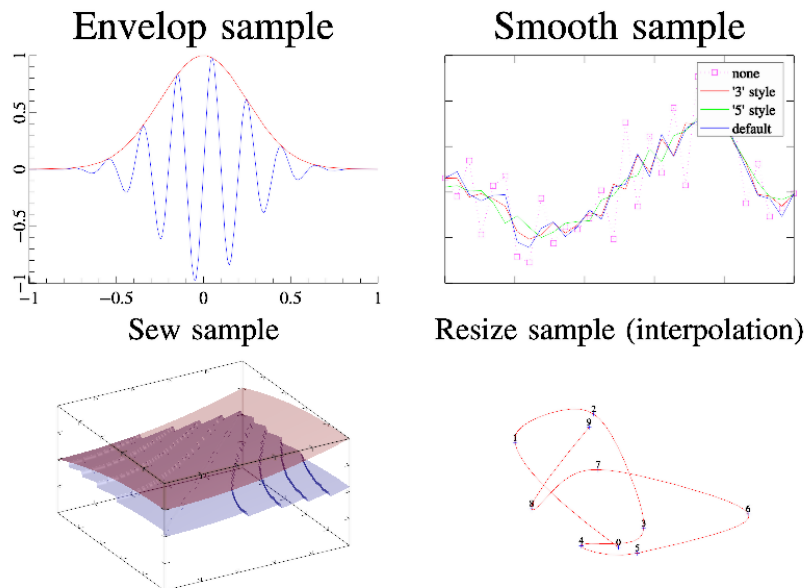 Envelop sample
Smooth sample
1
0.5
0
−0.5
−1
−1
−0.5
0
0.5
1
none
'3' style
'5' style
default
Sew sample
Resize sample (interpolation)
2
9
1
7
8
6
3
4
0
5